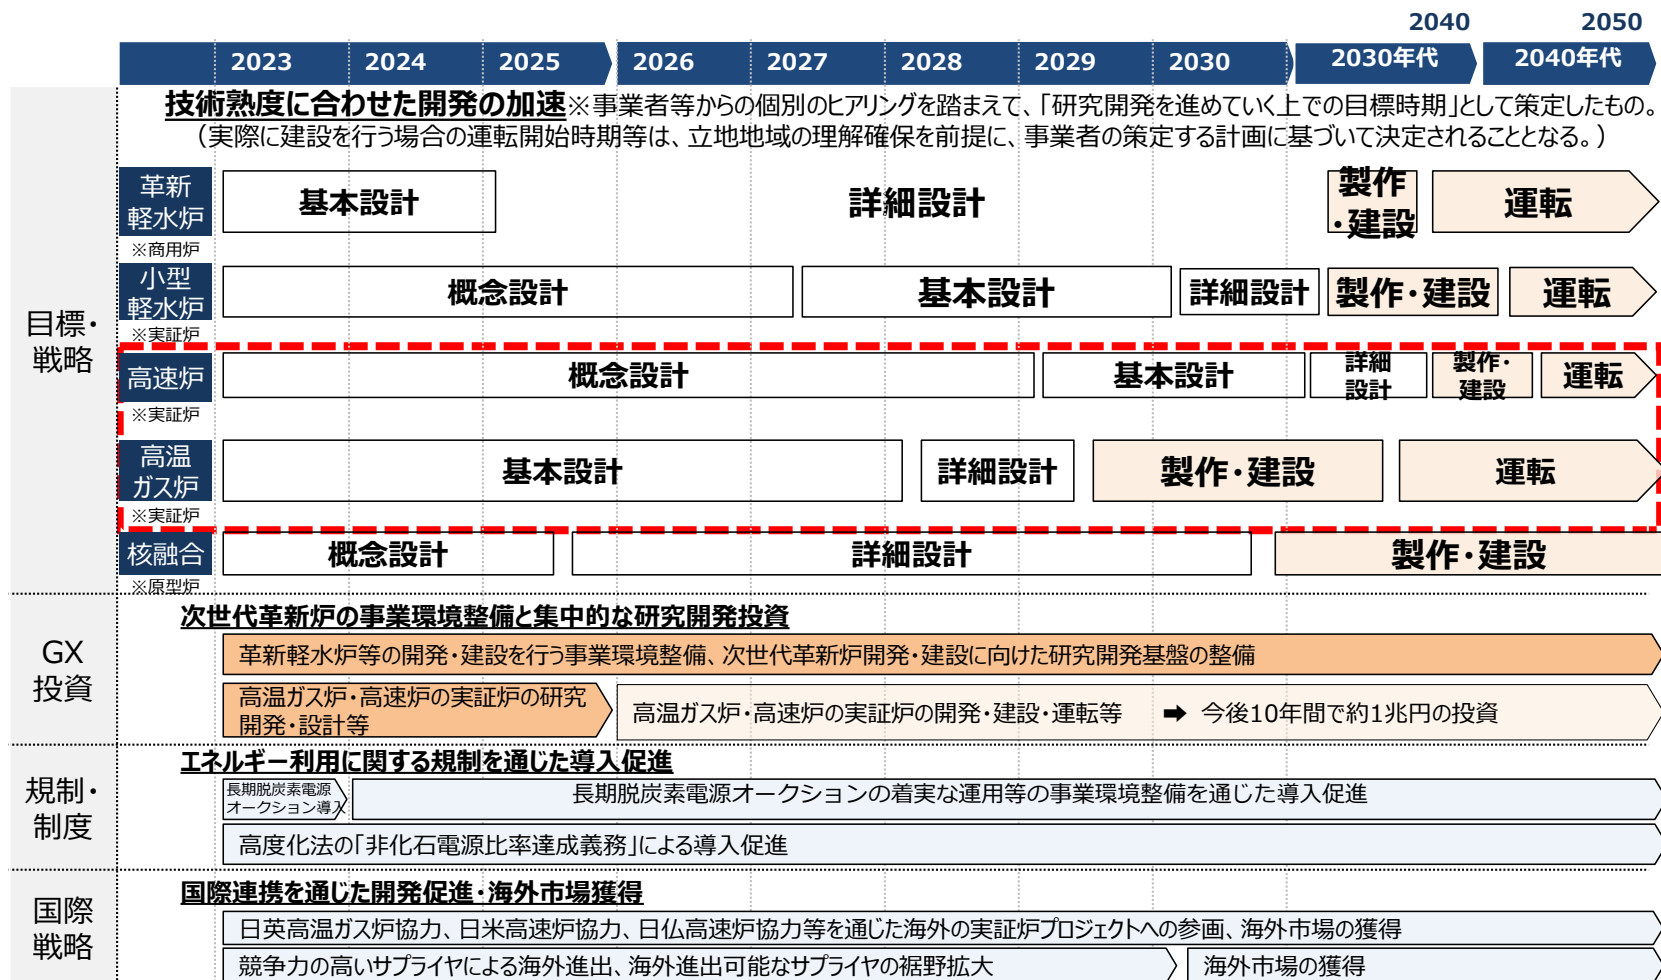 2040 2050
2023 2024 2025 2026 2027 2028 2029 2030 2030年代 2040年代
技術熟度に合わせた開発の加速※事業者等からの個別のヒアリングを踏まえて、「研究開発を進めていく上での目標時期」として策定したもの。
（実際に建設を行う場合の運転開始時期等は、立地地域の理解確保を前提に、事業者の策定する計画に基づいて決定されることとなる。）
目標・
戦略
革新
軽水炉
※商用炉
基本設計
詳細設計
製作
・建設
運転
小型
軽水炉
※実証炉
概念設計
基本設計
詳細設計
製作・建設
運転
高速炉
※実証炉
概念設計
基本設計
詳細
設計
製作・
建設
運転
高温
ガス炉
※実証炉
基本設計
詳細設計
製作・建設
運転
核融合
※原型炉
概念設計
詳細設計
製作・建設
GX
投資
次世代革新炉の事業環境整備と集中的な研究開発投資
革新軽水炉等の開発・建設を行う事業環境整備、次世代革新炉開発・建設に向けた研究開発基盤の整備
高温ガス炉・高速炉の実証炉の研究
開発・設計等
高温ガス炉・高速炉の実証炉の開発・建設・運転等 ➡ 今後10年間で約1兆円の投資
規制・
制度
エネルギー利用に関する規制を通じた導入促進
長期脱炭素電源
オークション導入
長期脱炭素電源オークションの着実な運用等の事業環境整備を通じた導入促進
高度化法の「非化石電源比率達成義務」による導入促進
国際
戦略
国際連携を通じた開発促進・海外市場獲得
日英高温ガス炉協力、日米高速炉協力、日仏高速炉協力等を通じた海外の実証炉プロジェクトへの参画、海外市場の獲得
競争力の高いサプライヤによる海外進出、海外進出可能なサプライヤの裾野拡大
海外市場の獲得